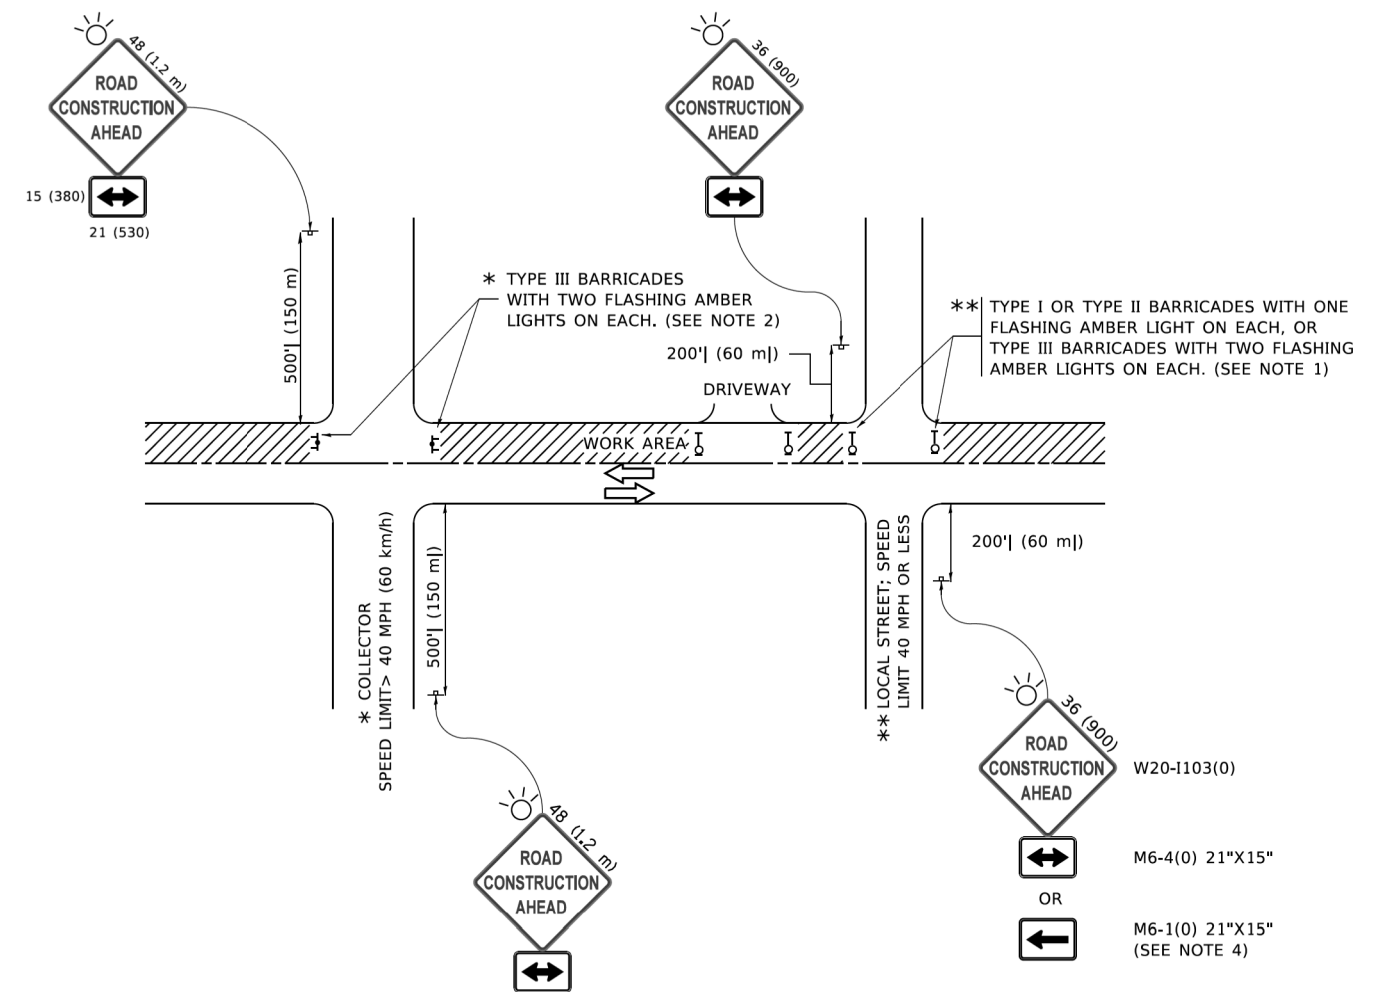 48 (1.2 m)
ROAD
CONSTRUCTION
AHEAD
15 (380)
21 (530)
36 (900)
ROAD
CONSTRUCTION
AHEAD
500'| (150 m)
* TYPE III BARRICADES
WITH TWO FLASHING AMBER
LIGHTS ON EACH. (SEE NOTE 2)
200'| (60 m|)
DRIVEWAY
** TYPE I OR TYPE II BARRICADES WITH ONE
FLASHING AMBER LIGHT ON EACH, OR
TYPE III BARRICADES WITH TWO FLASHING
AMBER LIGHTS ON EACH. (SEE NOTE 1)
WORK AREA
* COLLECTOR
SPEED LIMIT> 40 MPH (60 km/h)
500'| (150 m|)
** LOCAL STREET; SPEED
LIMIT 40 MPH OR LESS
200'| (60 m|)
48 (1.2 m)
ROAD
CONSTRUCTION
AHEAD
36 (900)
ROAD
CONSTRUCTION
AHEAD
W20-I103(0)
M6-4(0) 21"X15"
OR
M6-1(0) 21"X15"
(SEE NOTE 4)